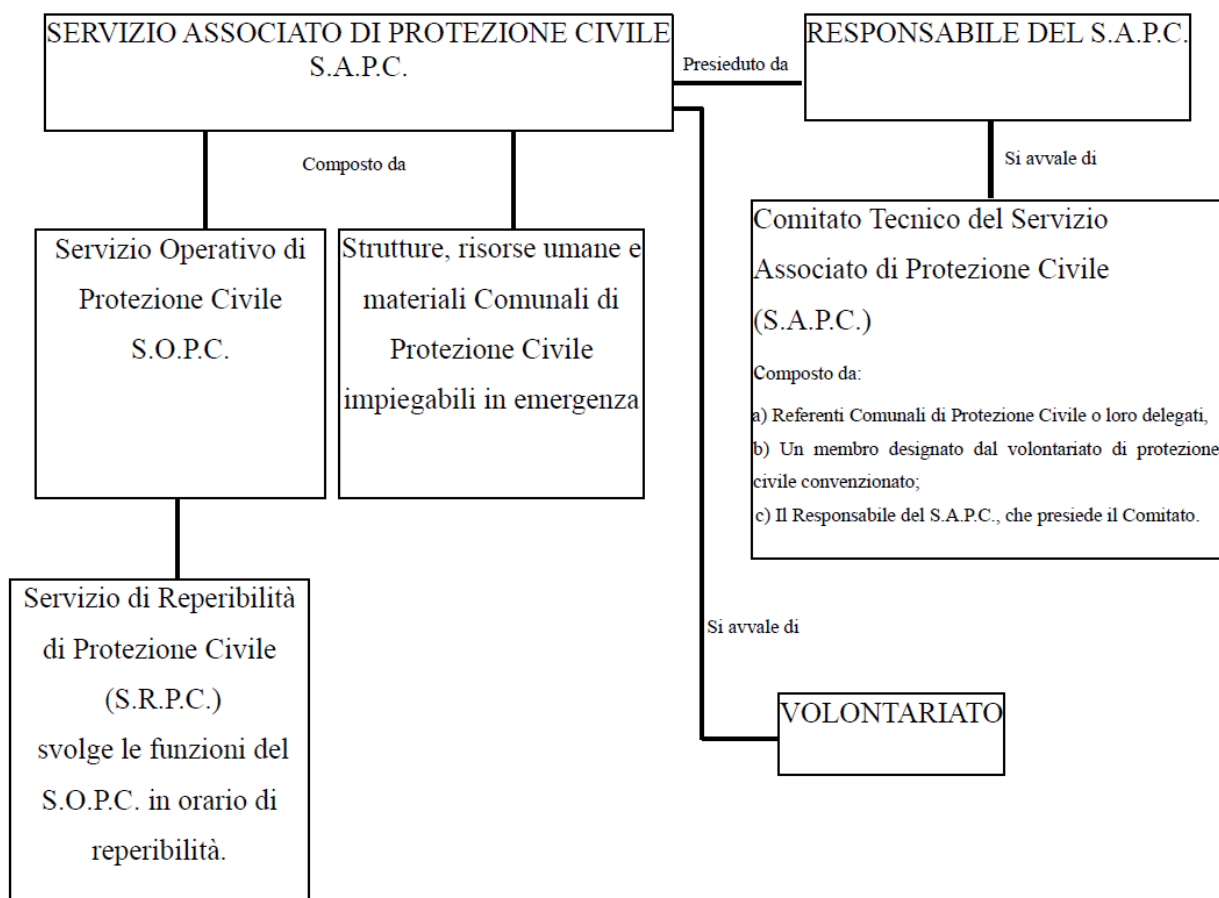 SERVIZIO ASSOCIATO DI PROTEZIONE CIVILE
S.A.P.C.
Presieduto da
RESPONSABILE DEL S.A.P.C.
Composto da
Si avvale di
Servizio Operativo di
Protezione Civile
S.O.P.C.
Strutture, risorse umane e
materiali Comunali di
Protezione Civile
impiegabili in emergenza
Comitato Tecnico del Servizio
Associato di Protezione Civile
(S.A.P.C.)
Composto da:
a) Referenti Comunali di Protezione Civile o loro delegati,
b) Un membro designato dal volontariato di protezione
civile convenzionato;
c) Il Responsabile del S.A.P.C., che presiede il Comitato.
Servizio di Reperibilità
di Protezione Civile
(S.R.P.C.)
svolge le funzioni del
S.O.P.C. in orario di
reperibilità.
Si avvale di
VOLONTARIATO